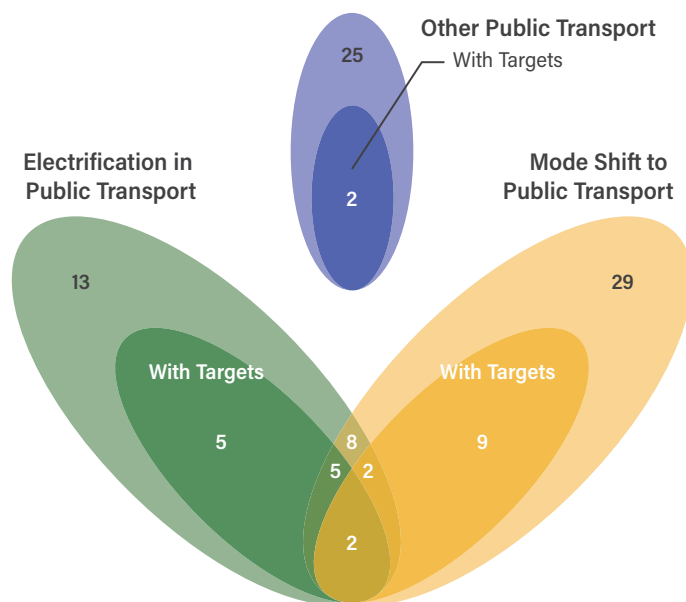 Other Public Transport
25
With Targets
Electrification in
Public Transport
Mode Shift to
Public Transport
2
13
29
With Targets
With Targets
5
8
9
5
2
2